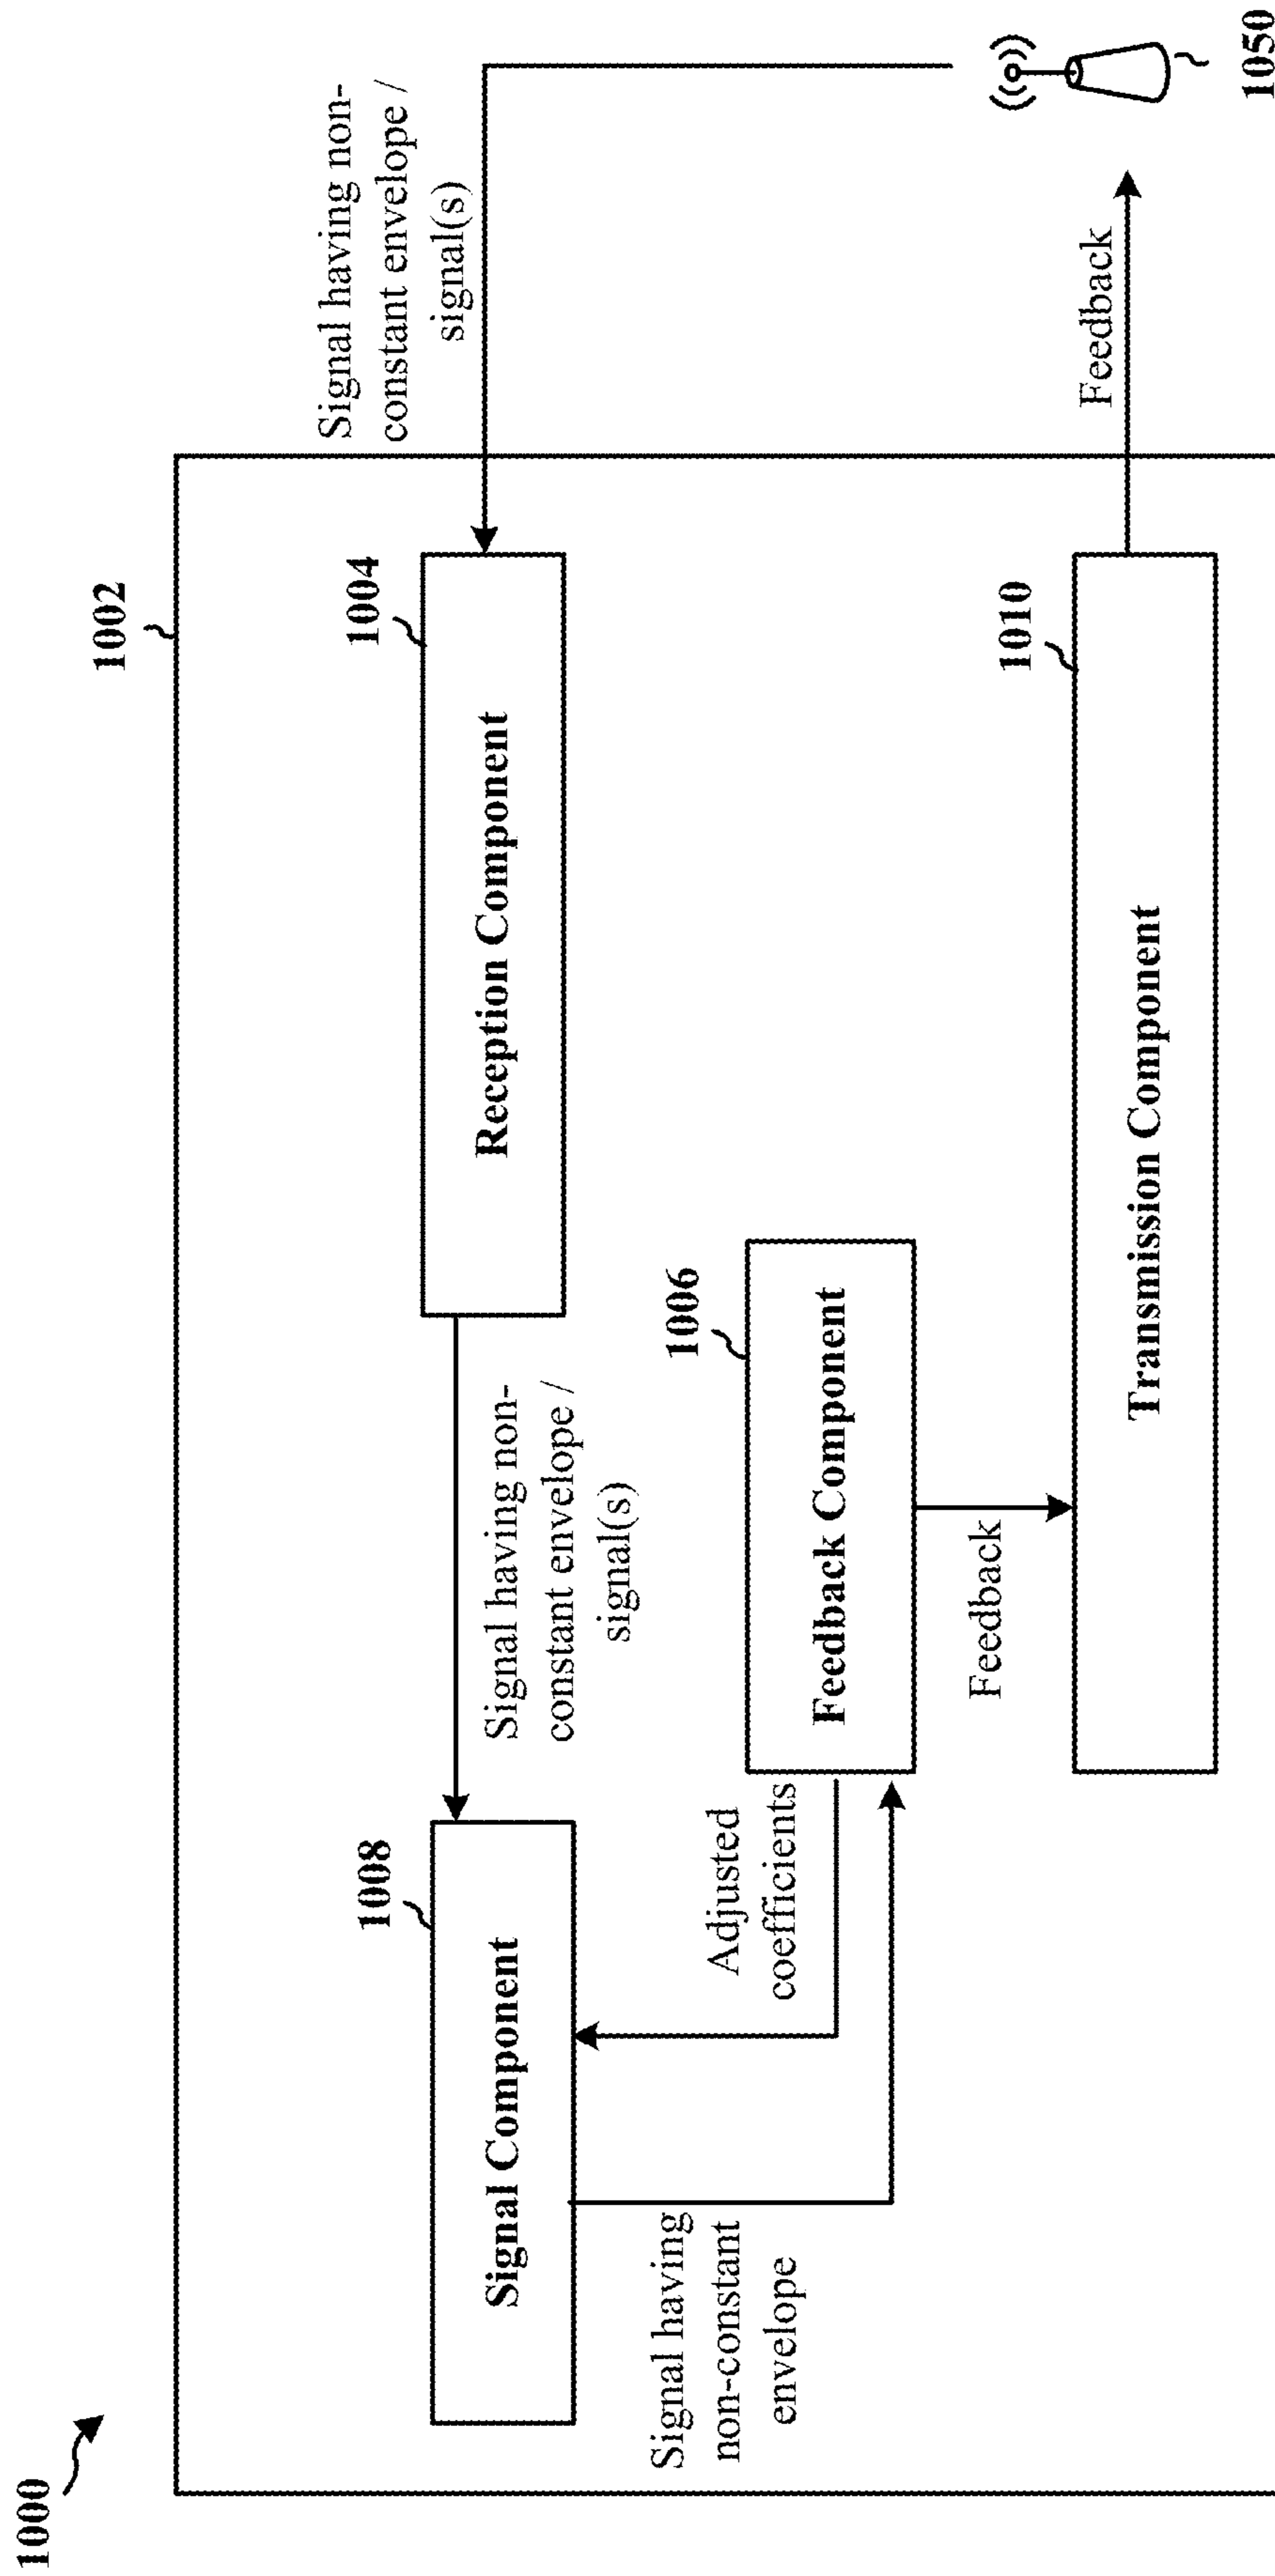 1000
1002
1008
Signal Component
Signal having non-
constant envelope /
signal(s)
1004
Reception Component
Signal having non-
constant envelope /
signal(s)
Signal having
non-constant
envelope
Adjusted
coefficients
1006
Feedback Component
Feedback
1010
Transmission Component
Feedback
1050